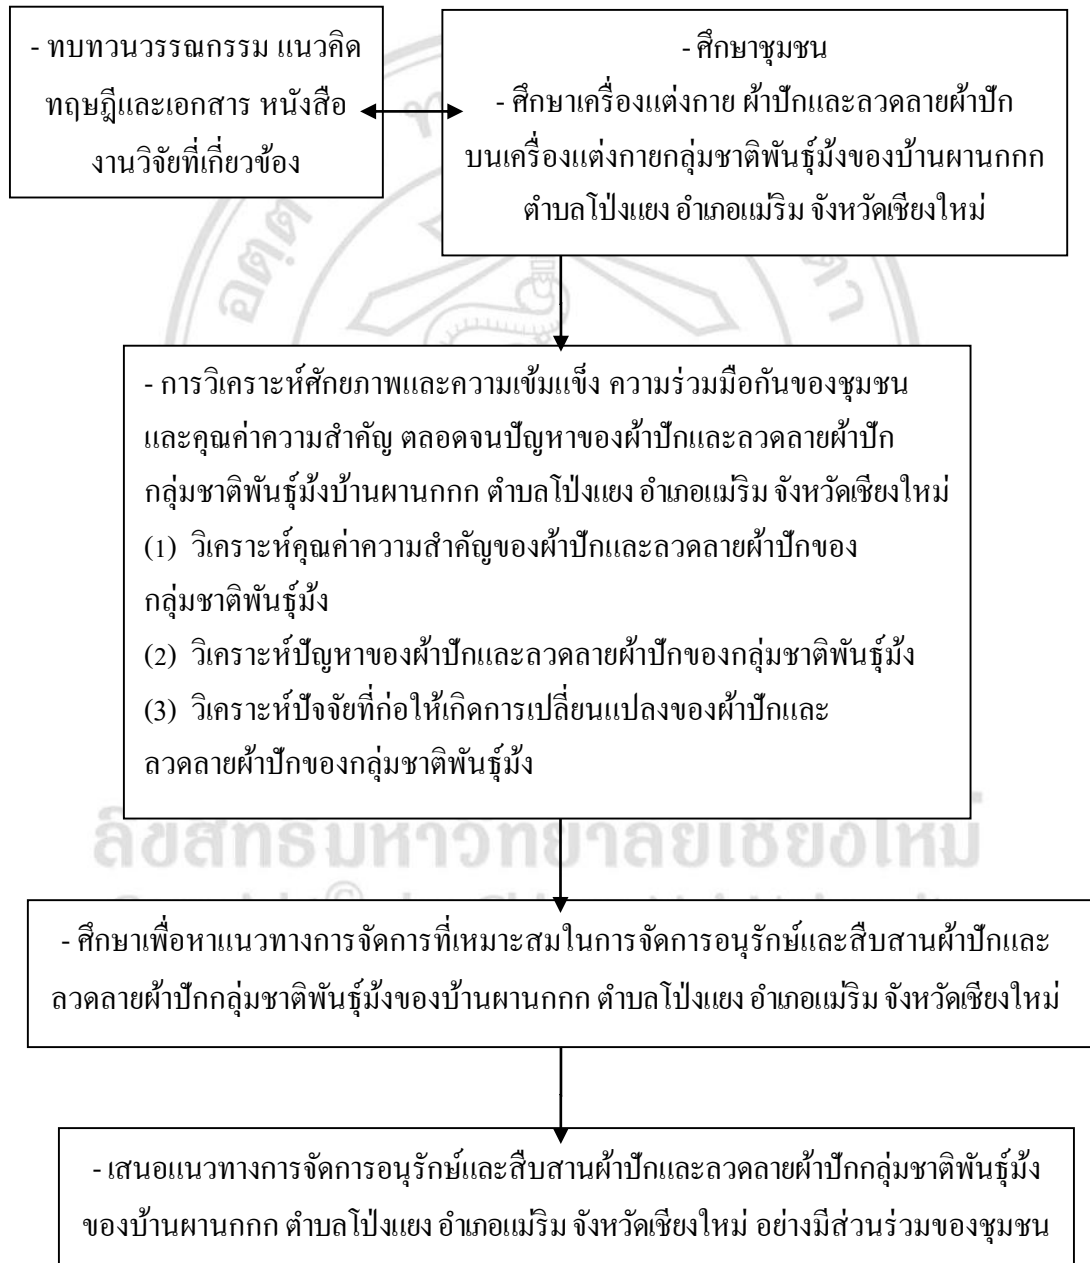 - ทบทวนวรรณกรรม แนวคิด
ทฤษฎีและเอกสาร หนังสือ
งานวิจัยที่เกี่ยวข้อง
- ศึกษาชุมชน
- ศึกษาเครื่องแต่งกาย ผ้าปักและลวดลายผ้าปัก
บนเครื่องแต่งกายกลุ่มชาติพันธุ์ม้งของบ้านผานกกก
ตำบลโป่งแยง อำเภอแม่ริม จังหวัดเชียงใหม่
- การวิเคราะห์ศักยภาพและความเข้มแข็ง ความร่วมมือกันของชุมชน
และคุณค่าความสำคัญ ตลอดจนปัญหาของผ้าปักและลวดลายผ้าปัก
กลุ่มชาติพันธุ์ม้งบ้านผานกกก ตำบลโป่งแยง อำเภอแม่ริม จังหวัดเชียงใหม่
(1) วิเคราะห์คุณค่าความสำคัญของผ้าปักและลวดลายผ้าปักของ
กลุ่มชาติพันธุ์ม้ง
(2) วิเคราะห์ปัญหาของผ้าปักและลวดลายผ้าปักของกลุ่มชาติพันธุ์ม้ง
(3) วิเคราะห์ปัจจัยที่ก่อให้เกิดการเปลี่ยนแปลงของผ้าปักและ
ลวดลายผ้าปักของกลุ่มชาติพันธุ์ม้ง
ลิขสิทธิ์มหาวิทยาลัยเชียงใหม่
- ศึกษาเพื่อหาแนวทางการจัดการที่เหมาะสมในการจัดการอนุรักษ์และสืบสานผ้าปักและ
ลวดลายผ้าปักกลุ่มชาติพันธุ์ม้งของบ้านผานกกก ตำบลโป่งแยง อำเภอแม่ริม จังหวัดเชียงใหม่
- เสนอแนวทางการจัดการอนุรักษ์และสืบสานผ้าปักและลวดลายผ้าปักกลุ่มชาติพันธุ์ม้ง
ของบ้านผานกกก ตำบลโป่งแยง อำเภอแม่ริม จังหวัดเชียงใหม่ อย่างมีส่วนร่วมของชุมชน